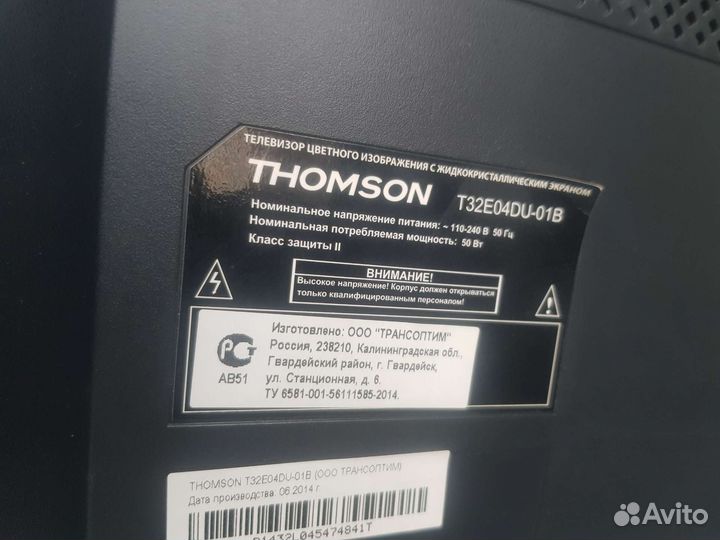 ТЕЛЕВИЗОР ЦВЕТНОГО ИЗОБРАЖЕНИЯ С ЖИДКОКРИСТАЛЛИЧЕСКИМ ЭКРАНОМ
THOMSON T32E04DU-01B
Номинальное напряжение питания: ~ 110-240 В 50 Гц
Номинальная потребляемая мощность: 50 Вт
Класс защиты II
ВНИМАНИЕ!
Высокое напряжение! Корпус должен открываться
только квалифицированным персоналом!
Изготовлено: ООО "ТРАНСОПТИМ"
Россия, 238210, Калининградская обл.,
Гвардейский район, г. Гвардейск,
ул. Станционная, д. 6.
ТУ 6581-001-56111585-2014.
РСТ
АВ51
THOMSON T32E04DU-01B (ООО ТРАНСОПТИМ)
Дата производства: 06.2014 г
Avito